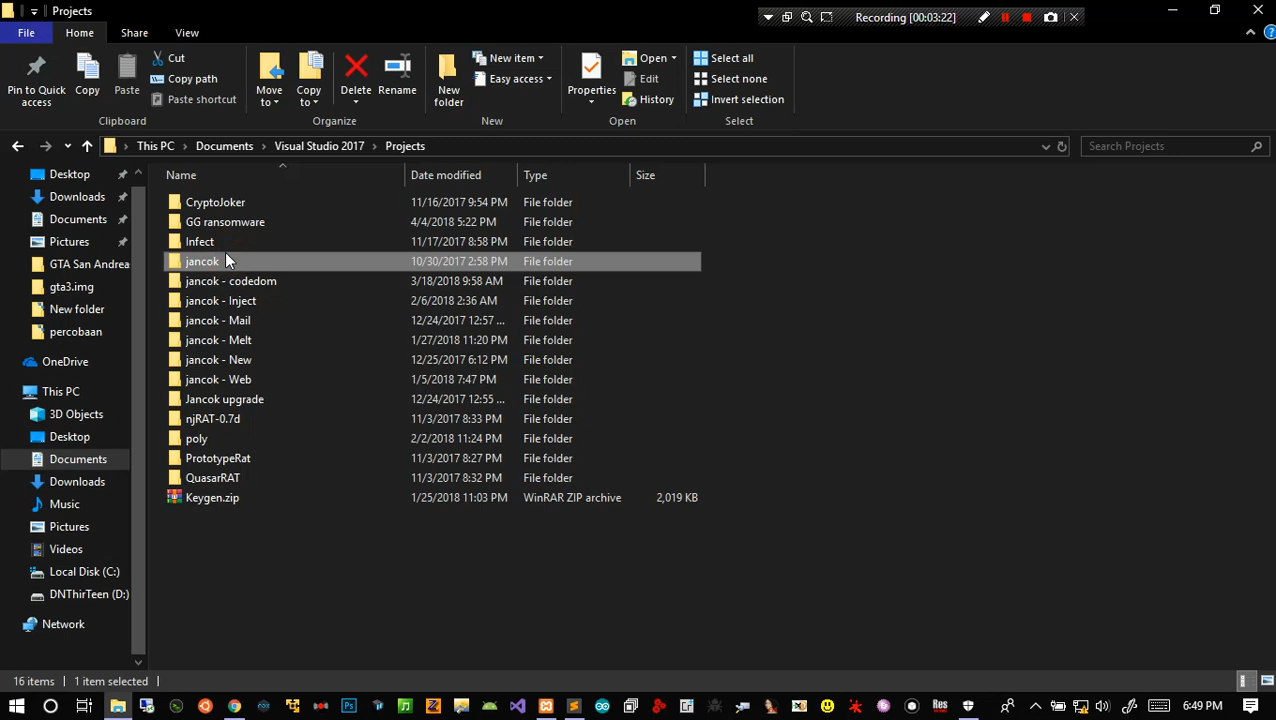 Projects
Recording [00:03:22]
File Home Share View
Pin to Quick access
Copy
Paste
Cut
Copy path
Paste shortcut
Move to
Copy to
Delete
Rename
New folder
New item
Easy access
Properties
Open
Edit
History
Select all
Select none
Invert selection
Clipboard Organize New Open Select
This PC Documents Visual Studio 2017 Projects
Search Projects
Name Date modified Type Size
CryptoJoker 11/16/2017 9:54 PM File folder
GG ransomware 4/4/2018 5:22 PM File folder
Infect 11/17/2017 8:58 PM File folder
jancok 10/30/2017 2:58 PM File folder
jancok - codedom 3/18/2018 9:58 AM File folder
jancok - Inject 2/6/2018 2:36 AM File folder
jancok - Mail 12/24/2017 12:57 ... File folder
jancok - Melt 1/27/2018 11:20 PM File folder
jancok - New 12/25/2017 6:12 PM File folder
jancok - Web 1/5/2018 7:47 PM File folder
Jancok upgrade 12/24/2017 12:55 ... File folder
njRAT-0.7d 11/3/2017 8:33 PM File folder
poly 2/2/2018 11:24 PM File folder
PrototypeRat 11/3/2017 8:27 PM File folder
QuasarRAT 11/3/2017 8:32 PM File folder
Keygen.zip 1/25/2018 11:03 PM WinRAR ZIP archive 2,019 KB
Desktop
Downloads
Documents
Pictures
GTA San Andrea
gta3.img
New folder
percobaan
OneDrive
This PC
3D Objects
Desktop
Documents
Downloads
Music
Pictures
Videos
Local Disk (C:)
DNThirTeen (D:)
Network
16 items 1 item selected
Ps
Res
6:49 PM